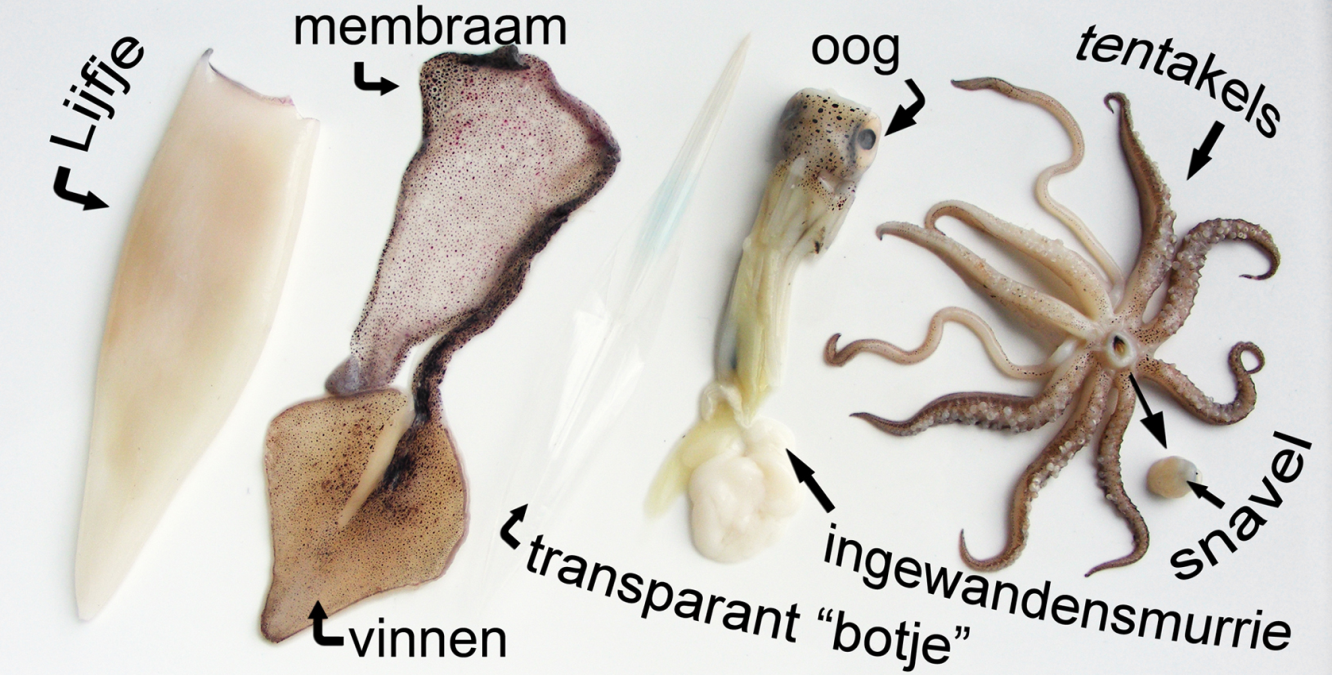 Lijfje
membraam
oog
tentakels
vinnen
transparant “botje”
ingewandensmurrie
snavel